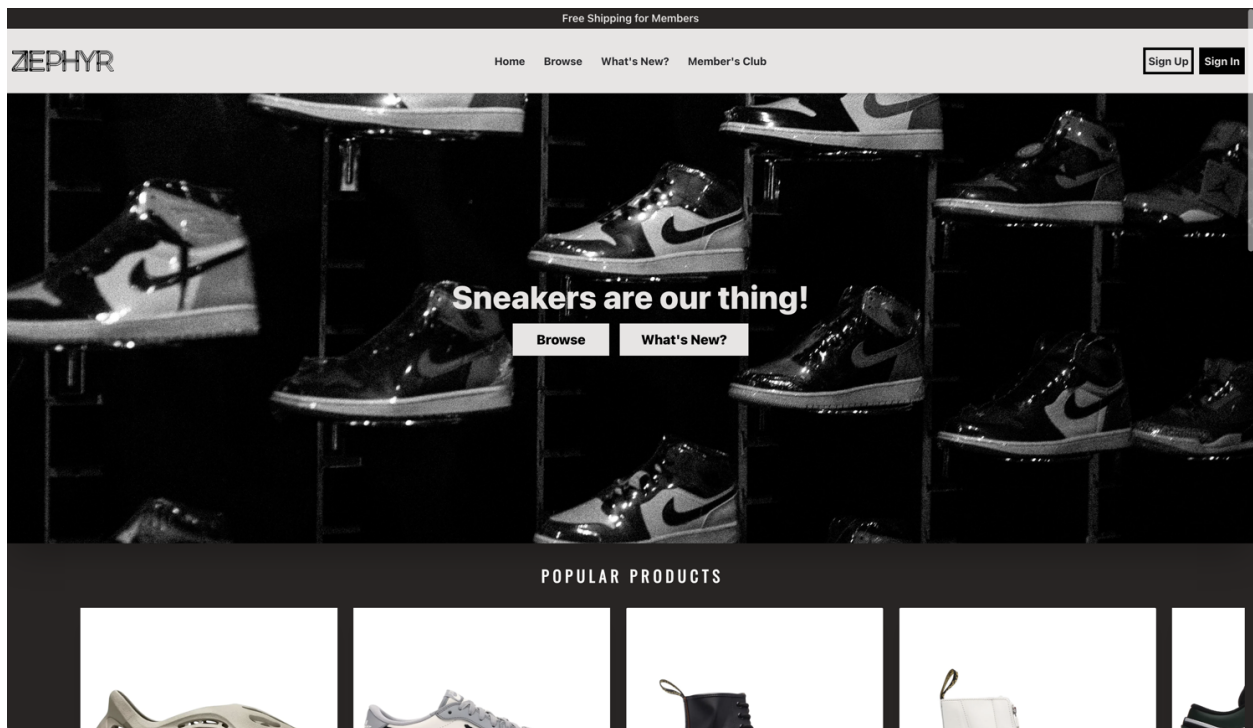 Free Shipping for Members
ZEPHYR
Home Browse What's New? Member's Club
Sign Up Sign In
Sneakers are our thing!
Browse What's New?
POPULAR PRODUCTS